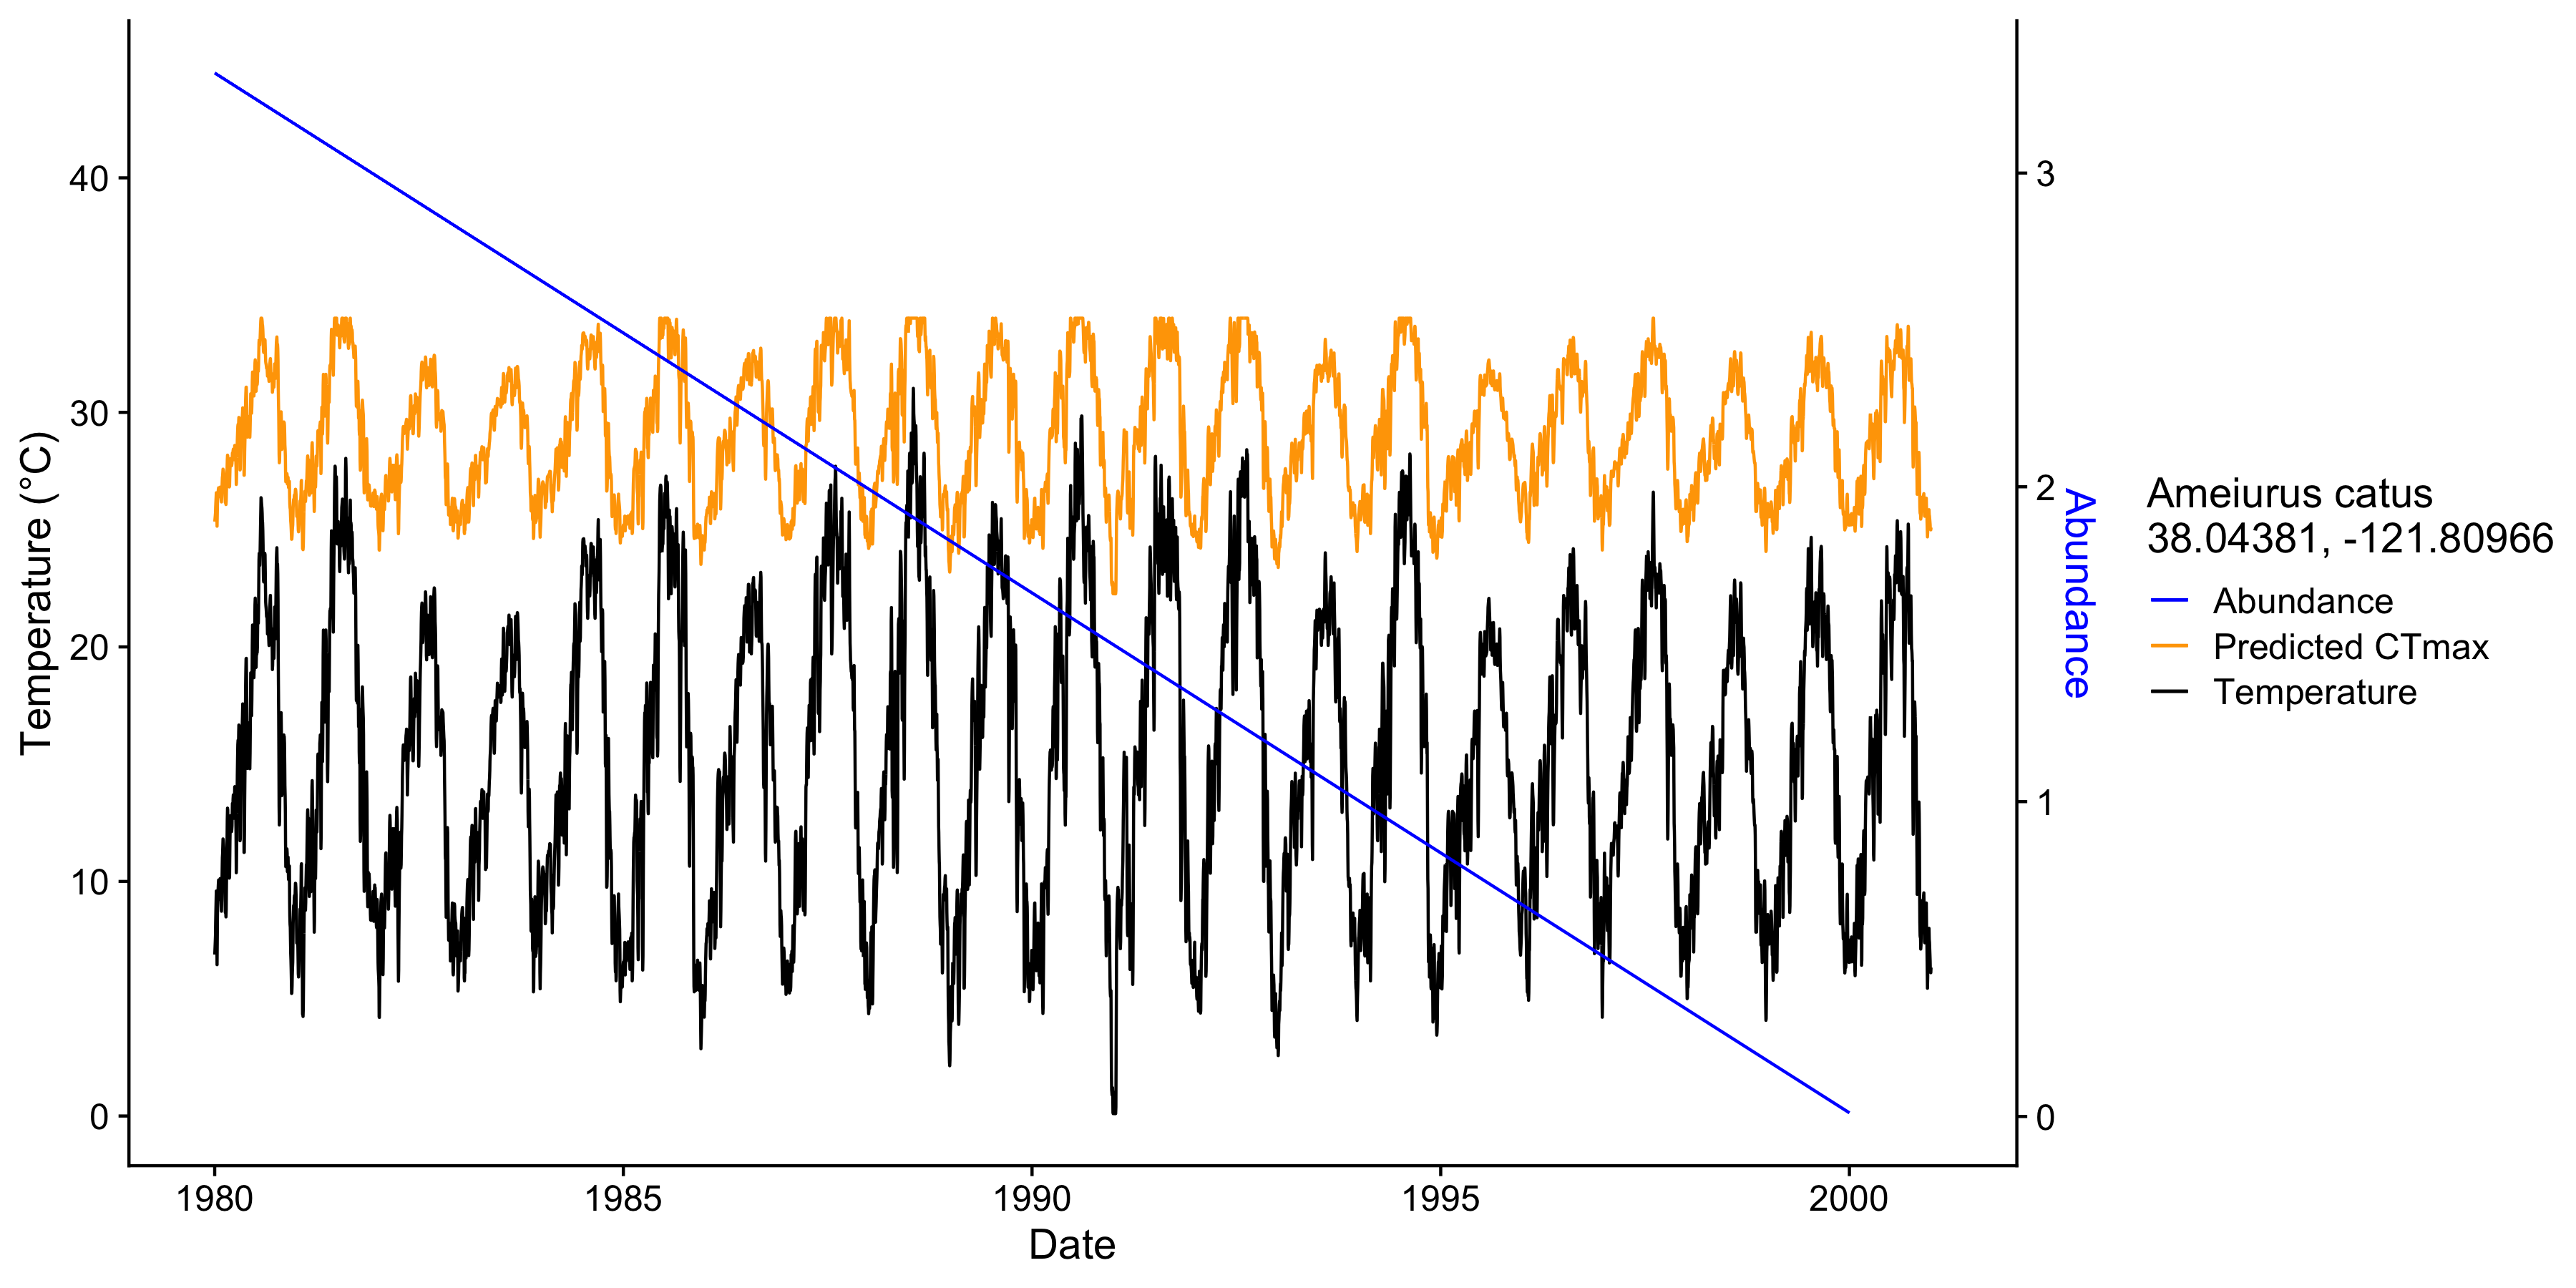 Temperature (°C)
40
30
20
10
0
1980
1985
1990
1995
2000
Date
3
2
1
0
Abundance
Ameiurus catus
38.04381, -121.80966
Abundance
Predicted CTmax
Temperature